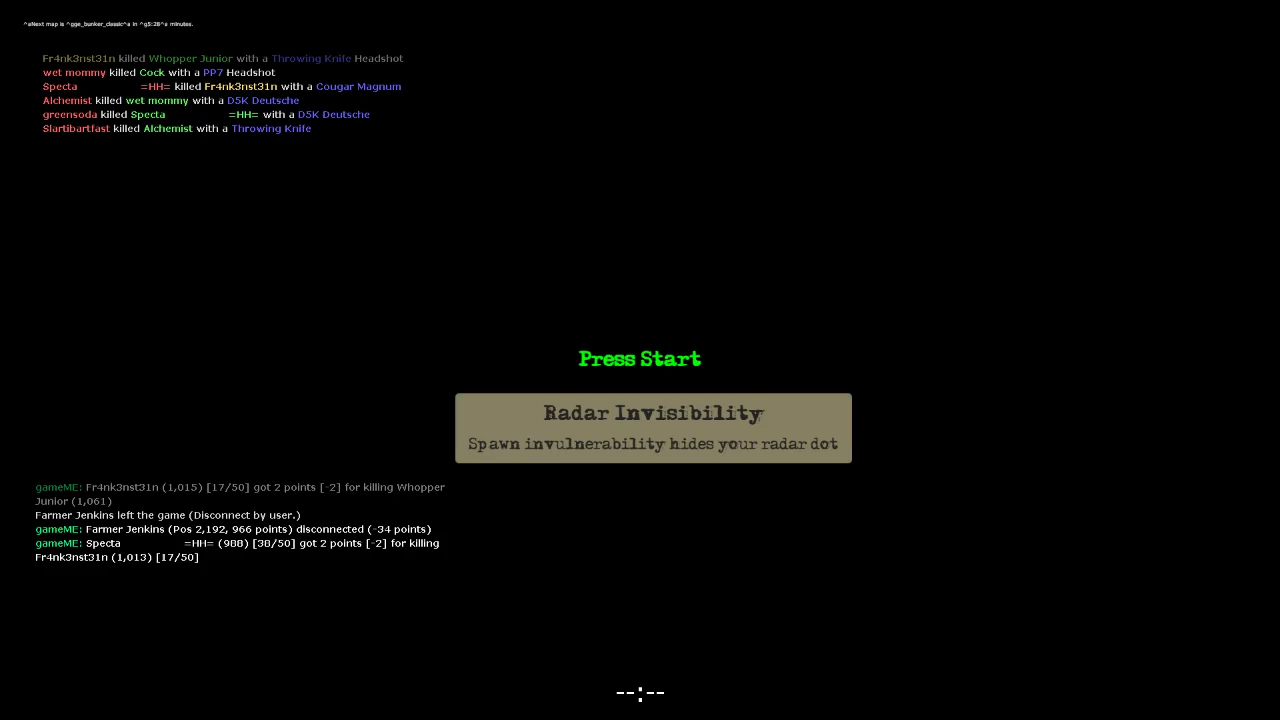 ^aNext map is ^gge_bunker_classic^a in ^g5:28^a minutes.
Fr4nk3nst31n killed Whopper Junior with a Throwing Knife Headshot
wet mommy killed Cock with a PP7 Headshot
Specta =HH= killed Fr4nk3nst31n with a Cougar Magnum
Alchemist killed wet mommy with a D5K Deutsche
greensoda killed Specta =HH= with a D5K Deutsche
Slartibartfast killed Alchemist with a Throwing Knife
Press Start
Radar Invisibility
Spawn invulnerability hides your radar dot
gameME: Fr4nk3nst31n (1,015) [17/50] got 2 points [-2] for killing Whopper
Junior (1,061)
Farmer Jenkins left the game (Disconnect by user.)
gameME: Farmer Jenkins (Pos 2,192, 966 points) disconnected (-34 points)
gameME: Specta =HH= (988) [38/50] got 2 points [-2] for killing
Fr4nk3nst31n (1,013) [17/50]
--:--